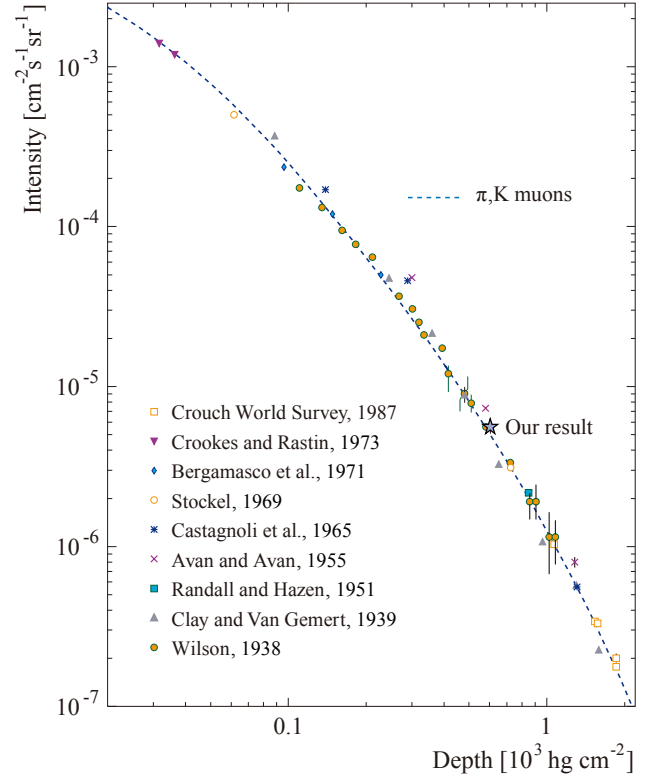 Intensity [cm⁻²s⁻¹sr⁻¹]
10⁻³
10⁻⁴
10⁻⁵
10⁻⁶
10⁻⁷
π,K muons
Our result
Crouch World Survey, 1987
Crookes and Rastin, 1973
Bergamasco et al., 1971
Stockel, 1969
Castagnoli et al., 1965
Avan and Avan, 1955
Randall and Hazen, 1951
Clay and Van Gemert, 1939
Wilson, 1938
0.1
1
Depth [10³ hg cm⁻²]